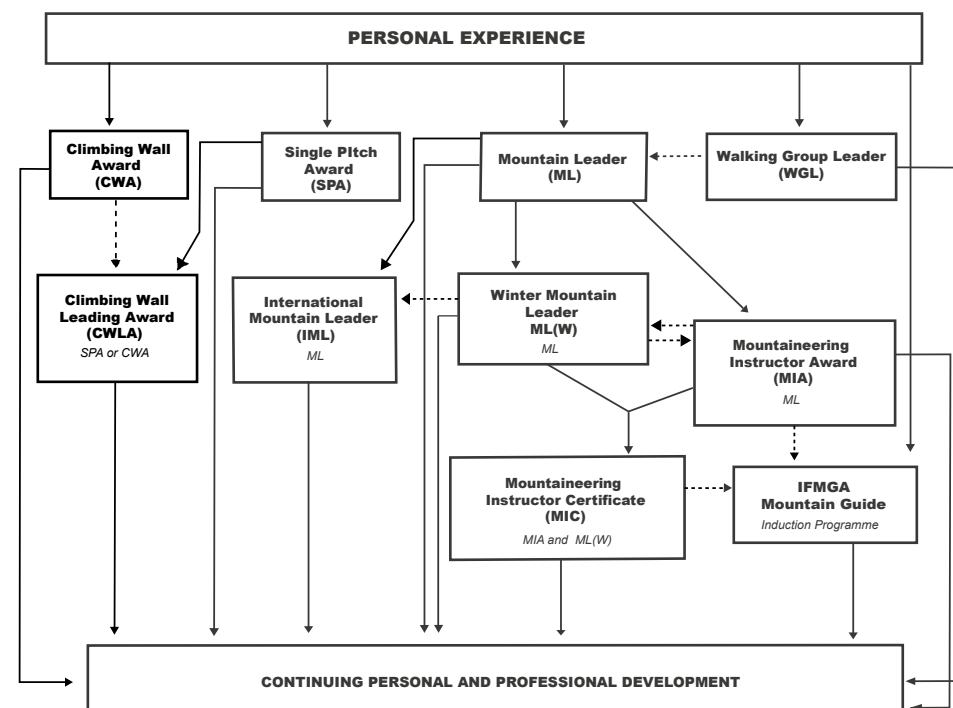 PERSONAL EXPERIENCE
Climbing Wall
Award
(CWA)
Single PItch
Award
(SPA)
Mountain Leader
(ML)
Walking Group Leader
(WGL)
Climbing Wall
Leading Award
(CWLA)
SPA or CWA
International
Mountain Leader
(IML)
ML
Winter Mountain
Leader
ML(W)
ML
Mountaineering
Instructor Award
(MIA)
ML
Mountaineering
Instructor Certificate
(MIC)
MIA and ML(W)
IFMGA
Mountain Guide
Induction Programme
CONTINUING PERSONAL AND PROFESSIONAL DEVELOPMENT